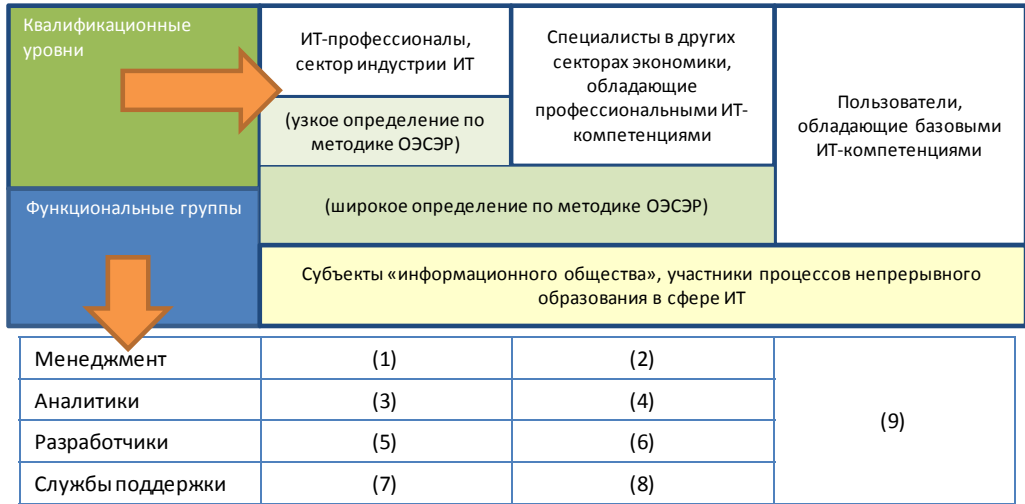 Квалификационные
уровни
ИТ-профессионалы,
сектор индустрии ИТ
(узкое определение по
методике ОЭСЭР)
Специалисты в других
секторах экономики,
обладающие
профессиональными ИТ-
компетенциями
Пользователи,
обладающие базовыми
ИТ-компетенциями
Функциональные группы
(широкое определение по методике ОЭСЭР)
Субъекты «информационного общества», участники процессов непрерывного
образования в сфере ИТ
Менеджмент (1) (2)
Аналитики (3) (4)
(9)
Разработчики (5) (6)
Службы поддержки (7) (8)